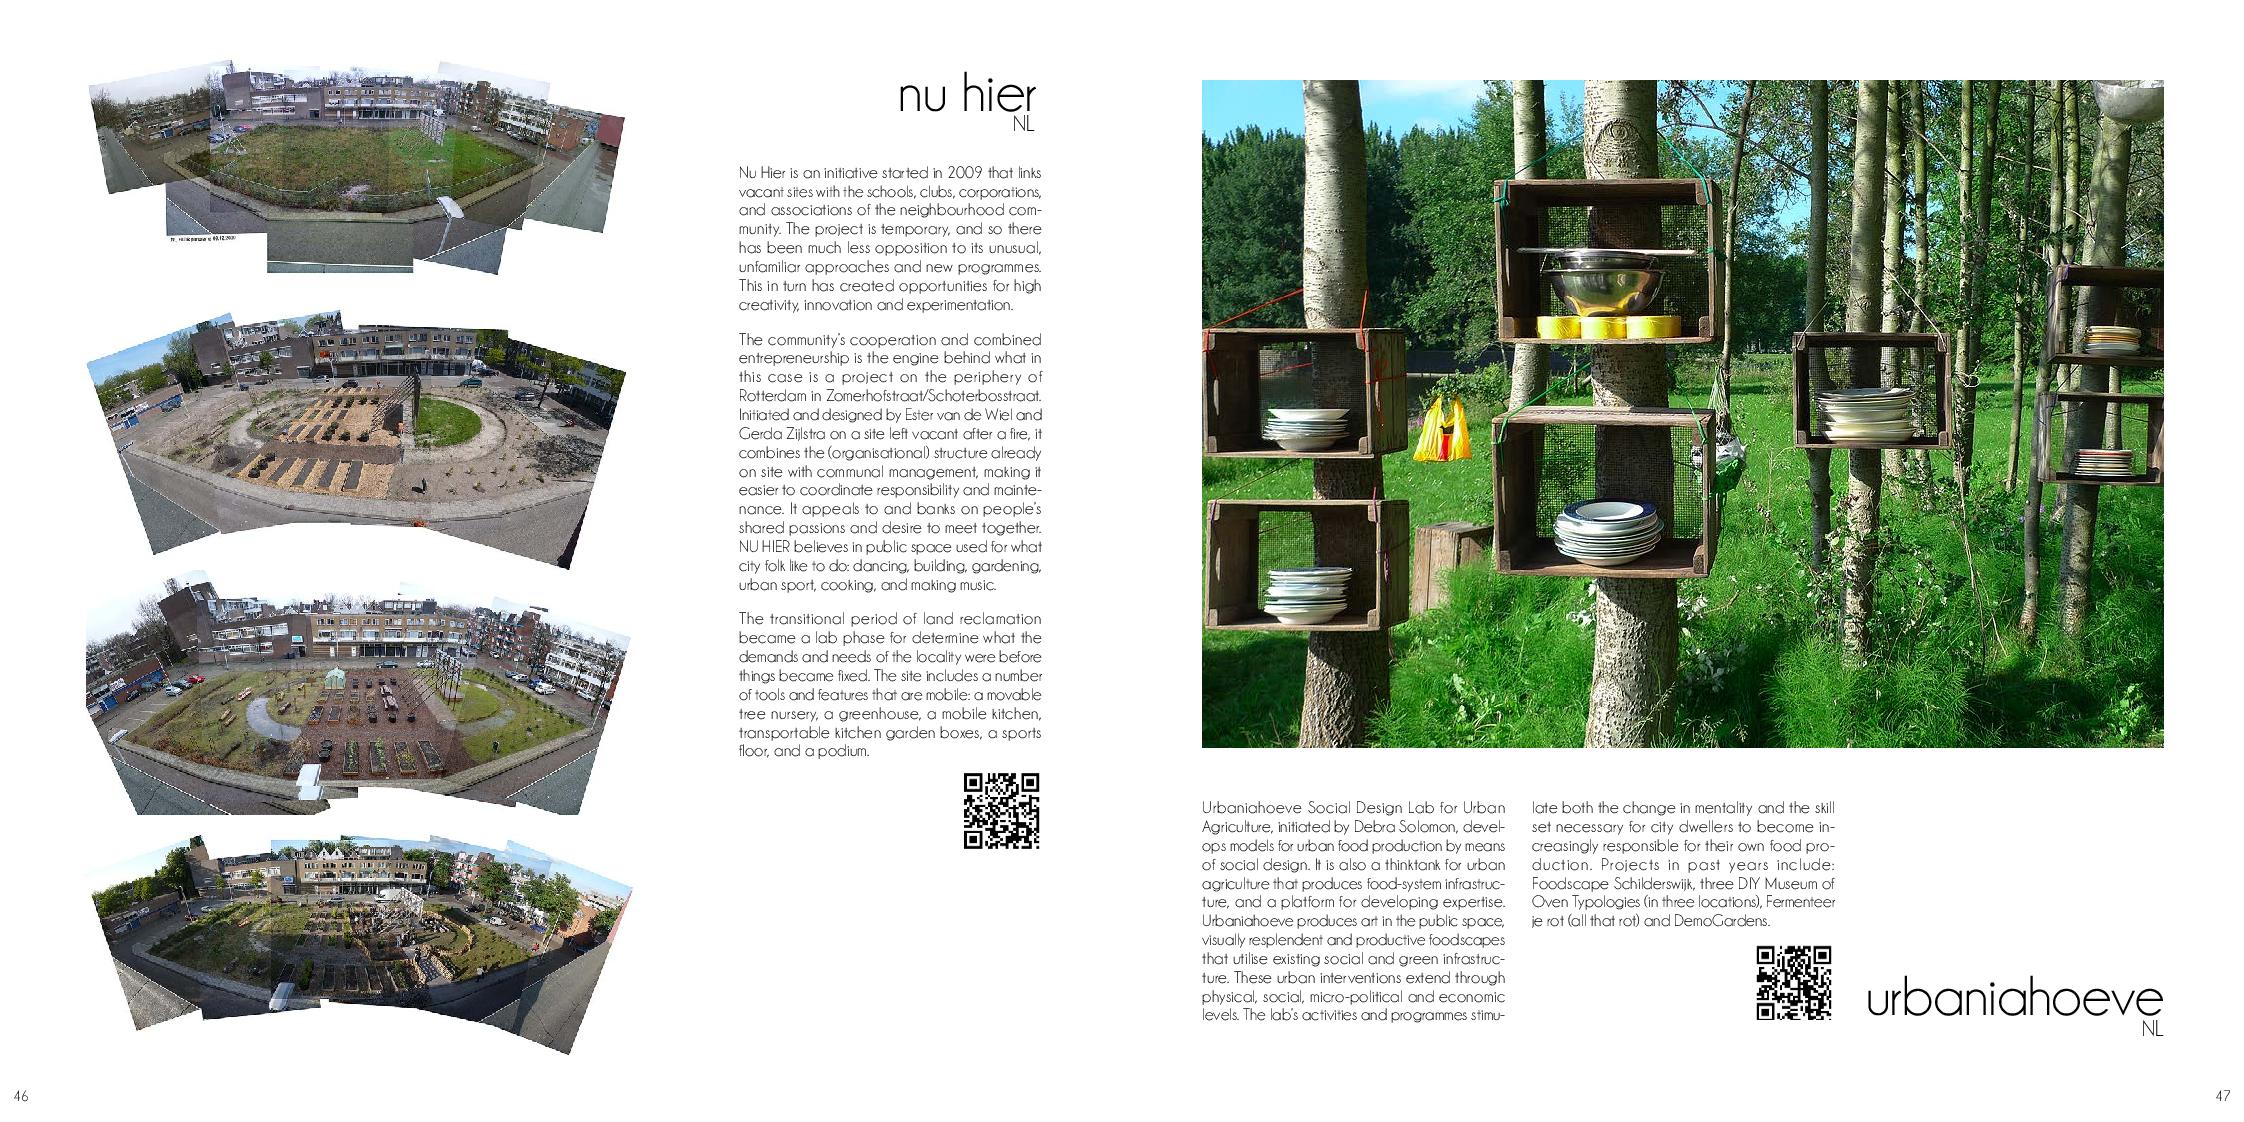 nu hier
NL
Nu Hier is an initiative started in 2009 that links
vacant sites with the schools, clubs, corporations,
and associations of the neighbourhood com-
munity. The project is temporary, and so there
has been much less opposition to its unusual,
unfamiliar approaches and new programmes.
This in turn has created opportunities for high
creativity, innovation and experimentation.
The community's cooperation and combined
entrepreneurship is the engine behind what in
this case is a project on the periphery of
Rotterdam in Zomerhofstraat/Schoterbosstraat.
Initiated and designed by Ester van de Wiel and
Gerda Zijlstra on a site left vacant after a fire, it
combines the (organisational) structure already
on site with communal management, making it
easier to coordinate responsibility and mainte-
nance. It appeals to and banks on people's
shared passions and desire to meet together.
NU HIER believes in public space used for what
city folk like to do: dancing, building, gardening,
urban sport, cooking, and making music.
The transitional period of land reclamation
became a lab phase for determine what the
demands and needs of the locality were before
things became fixed. The site includes a number
of tools and features that are mobile: a movable
tree nursery, a greenhouse, a mobile kitchen,
transportable kitchen garden boxes, a sports
floor, and a podium.
46
Urbaniahoeve Social Design Lab for Urban
Agriculture, initiated by Debra Solomon, devel-
ops models for urban food production by means
of social design. It is also a thinktank for urban
agriculture that produces food-system infrastruc-
ture, and a platform for developing expertise.
Urbaniahoeve produces art in the public space,
visually resplendent and productive foodscapes
that utilise existing social and green infrastruc-
ture. These urban interventions extend through
physical, social, micro-political and economic
levels. The lab's activities and programmes stimu-
late both the change in mentality and the skill
set necessary for city dwellers to become in-
creasingly responsible for their own food pro-
duction. Projects in past years include:
Foodscape Schilderswijk, three DIY Museum of
Oven Typologies (in three locations), Fermenteer
je rot (all that rot) and DemoGardens.
urbaniahoeve
NL
47